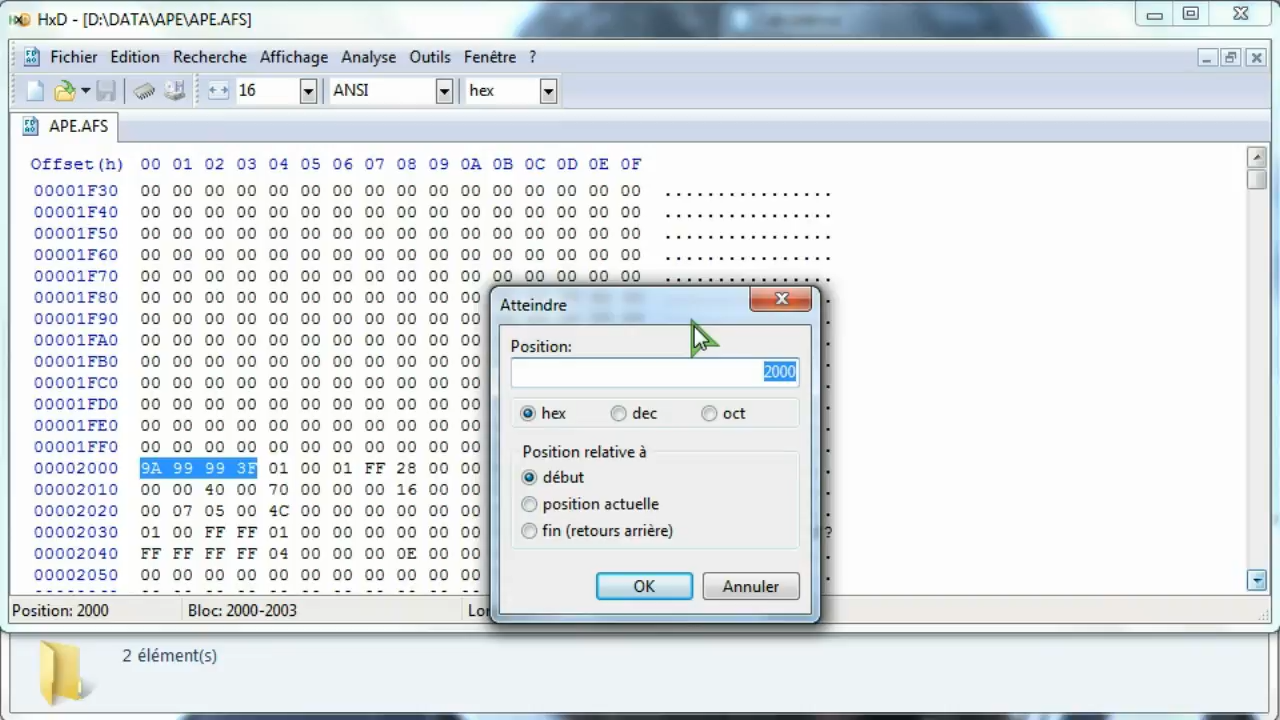 HxD - [D:\DATA\APE\APE.AFS]
Fichier Edition Recherche Affichage Analyse Outils Fenêtre ?
16 ANSI hex
APE.AFS
Offset(h) 00 01 02 03 04 05 06 07 08 09 0A 0B 0C 0D 0E 0F
00001F30 00 00 00 00 00 00 00 00 00 00 00 00 00 00 00 00 ................
00001F40 00 00 00 00 00 00 00 00 00 00 00 00 00 00 00 00 ................
00001F50 00 00 00 00 00 00 00 00 00 00 00 00 00 00 00 00 ................
00001F60 00 00 00 00 00 00 00 00 00 00 00 00 00 00 00 00 ................
00001F70 00 00 00 00 00 00 00 00 00 00 00 00 00 00 00 00 ................
00001F80 00 00 00 00 00 00 00 00 00 00 00
00001F90 00 00 00 00 00 00 00 00 00 00 00
00001FA0 00 00 00 00 00 00 00 00 00 00 00
00001FB0 00 00 00 00 00 00 00 00 00 00 00
00001FC0 00 00 00 00 00 00 00 00 00 00 00
00001FD0 00 00 00 00 00 00 00 00 00 00 00
00001FE0 00 00 00 00 00 00 00 00 00 00 00
00001FF0 00 00 00 00 00 00 00 00 00 00 00
00002000 9A 99 99 3F 01 00 01 FF 28 00 00
00002010 00 00 40 00 70 00 00 00 16 00 00
00002020 00 07 05 00 4C 00 00 00 00 00 00
00002030 01 00 FF FF 01 00 00 00 00 00 00 ?
00002040 FF FF FF FF 04 00 00 00 0E 00 00
00002050 00 00 00 00 00 00 00 00 00 00 00
Atteindre
Position:
2000
hex dec oct
Position relative à
début
position actuelle
fin (retours arrière)
OK Annuler
Position: 2000 Bloc: 2000-2003
2 élément(s)